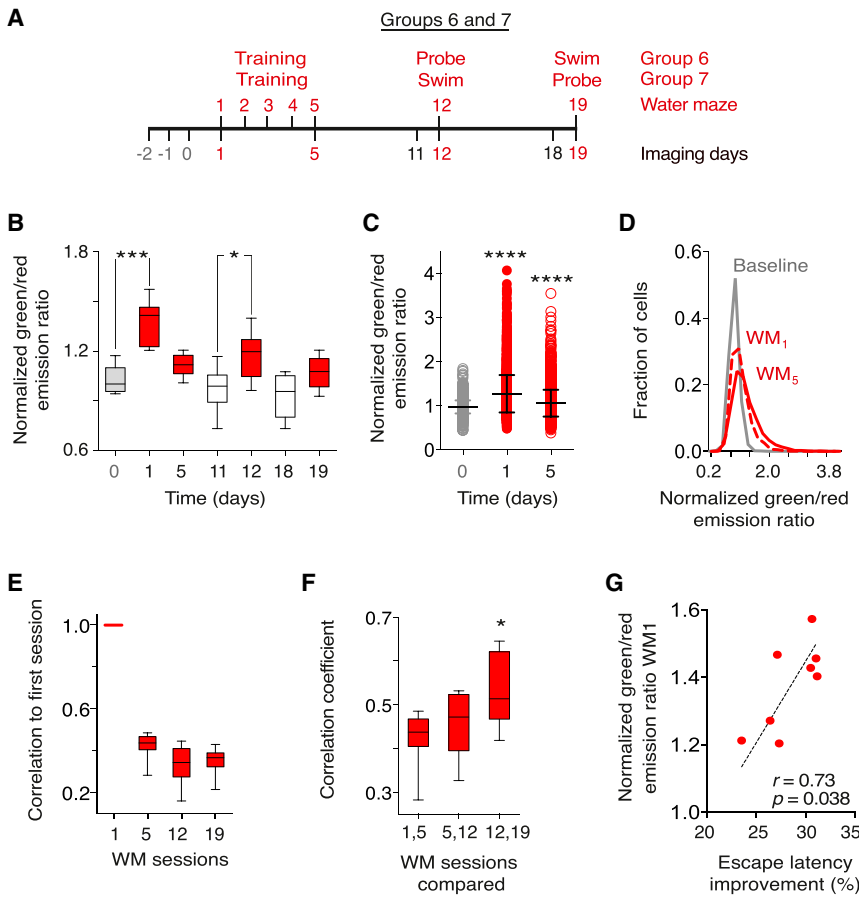 A
Groups 6 and 7
Training Probe Swim Group 6
Training Swim Probe Group 7
1 2 3 4 5 12 19 Water maze
-2 -1 0 1 5 11 12 18 19 Imaging days
B
Normalized green/red
emission ratio
1.8
1.2
0.6
*** *
0 1 5 11 12 18 19
Time (days)
C
Normalized green/red
emission ratio
4
3
2
1
0
****
****
0 1 5
Time (days)
D
Fraction of cells
0.6
0.4
0.2
0.0
Baseline
WM1
WM5
0.2 2.0 3.8
Normalized green/red
emission ratio
E
Correlation to first session
1.0
0.6
0.2
1 5 12 19
WM sessions
F
Correlation coefficient
0.7
0.5
0.3
*
1,5 5,12 12,19
WM sessions
compared
G
Normalized green/red
emission ratio WM1
1.6
1.4
1.2
1.0
r = 0.73
p = 0.038
20 25 30 35
Escape latency
improvement (%)